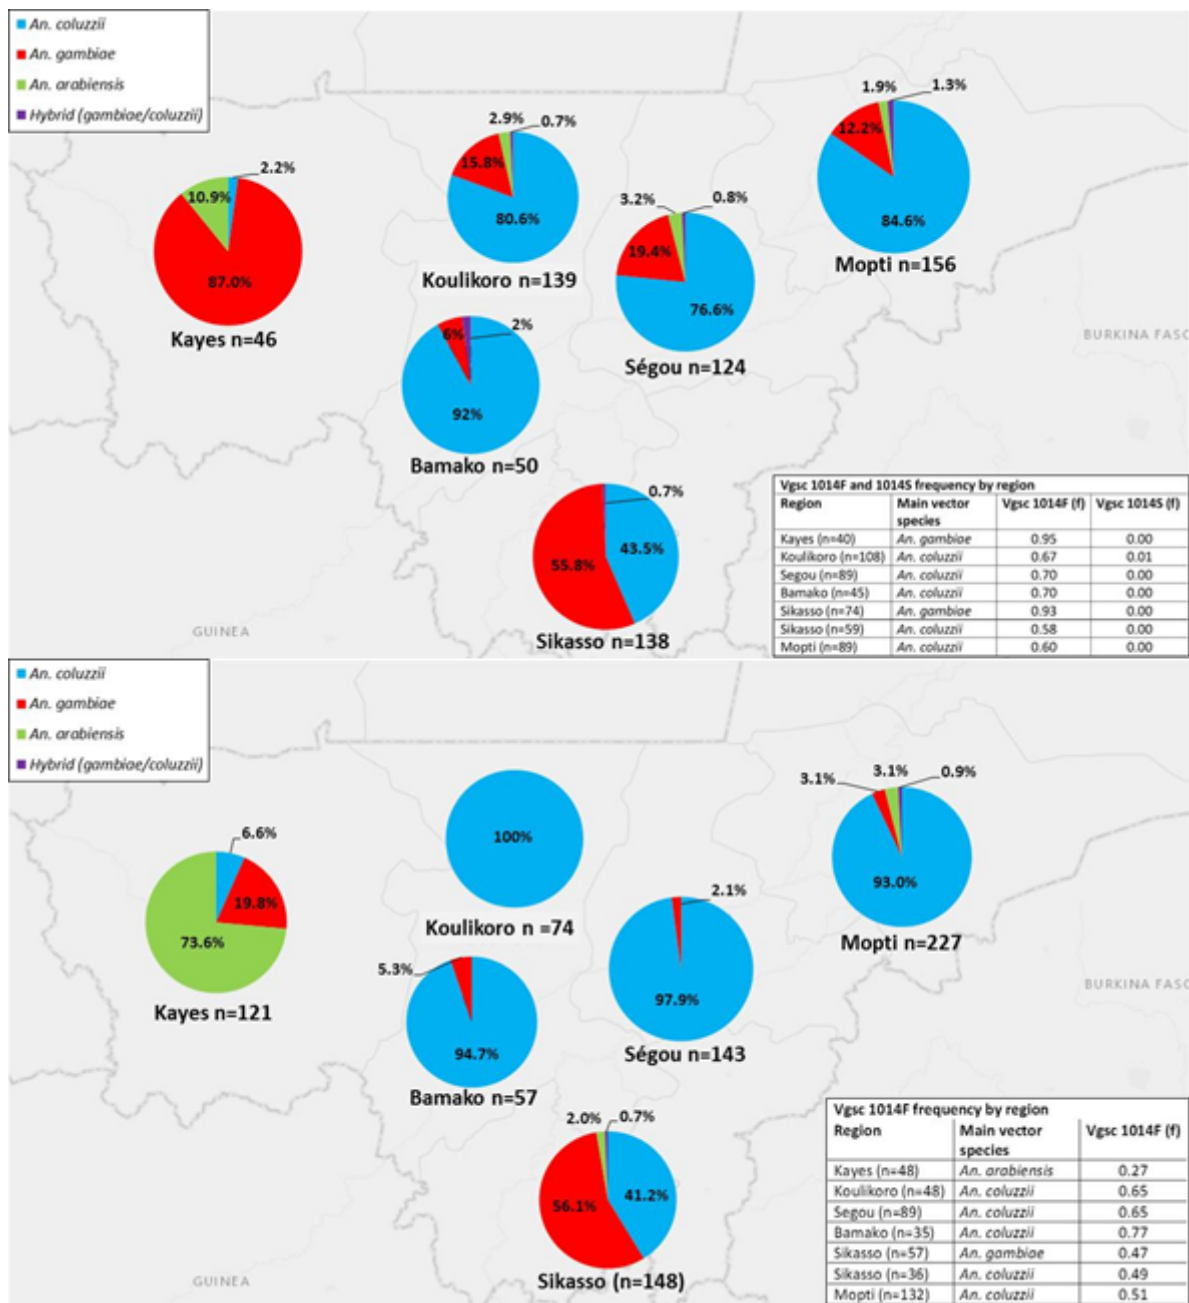 An. coluzzii
An. gambiae
An. arabiensis
Hybrid (gambiae/coluzzii)
2.2%
10.9%
87.0%
Kayes n=46
2.9%
0.7%
15.8%
80.6%
Koulikoro n=139
3.2%
0.8%
19.4%
76.6%
Ségou n=124
1.9%
1.3%
12.2%
84.6%
Mopti n=156
6%
2%
92%
Bamako n=50
0.7%
55.8%
43.5%
Sikasso n=138
BURKINA FASO
GUINEA
Vgsc 1014F and 1014S frequency by region
Region Main vector species Vgsc 1014F (f) Vgsc 1014S (f)
Kayes (n=40) An. gambiae 0.95 0.00
Koulikoro (n=108) An. coluzzii 0.67 0.01
Segou (n=89) An. coluzzii 0.70 0.00
Bamako (n=45) An. coluzzii 0.70 0.00
Sikasso (n=74) An. gambiae 0.93 0.00
Sikasso (n=59) An. coluzzii 0.58 0.00
Mopti (n=89) An. coluzzii 0.60 0.00
An. coluzzii
An. gambiae
An. arabiensis
Hybrid (gambiae/coluzzii)
6.6%
19.8%
73.6%
Kayes n=121
100%
Koulikoro n =74
5.3%
94.7%
Bamako n=57
2.1%
97.9%
Ségou n=143
3.1%
3.1%
0.9%
93.0%
Mopti n=227
2.0%
0.7%
56.1%
41.2%
Sikasso (n=148)
BURKINA FASO
GUINEA
Vgsc 1014F frequency by region
Region Main vector species Vgsc 1014F (f)
Kayes (n=48) An. arabiensis 0.27
Koulikoro (n=48) An. coluzzii 0.65
Segou (n=89) An. coluzzii 0.65
Bamako (n=35) An. coluzzii 0.77
Sikasso (n=57) An. gambiae 0.47
Sikasso (n=36) An. coluzzii 0.49
Mopti (n=132) An. coluzzii 0.51